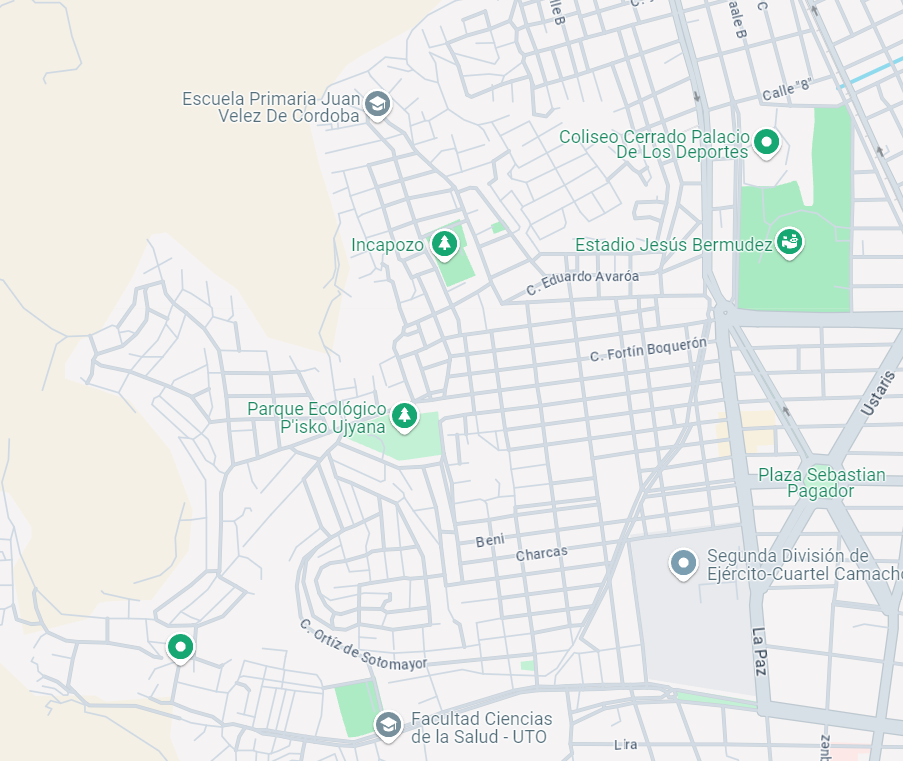 Calle "8"
Escuela Primaria Juan
Velez De Cordoba
Coliseo Cerrado Palacio
De Los Deportes
Incapozo
Estadio Jesús Bermudez
C. Eduardo Avaróa
C. Fortín Boquerón
Ustaris
Parque Ecológico
P'isko Ujyana
Plaza Sebastian
Pagador
Beni
Charcas
Segunda División de
Ejército-Cuartel Camacho
C. Ortíz de Sotomayor
La Paz
Facultad Ciencias
de la Salud - UTO
Lira